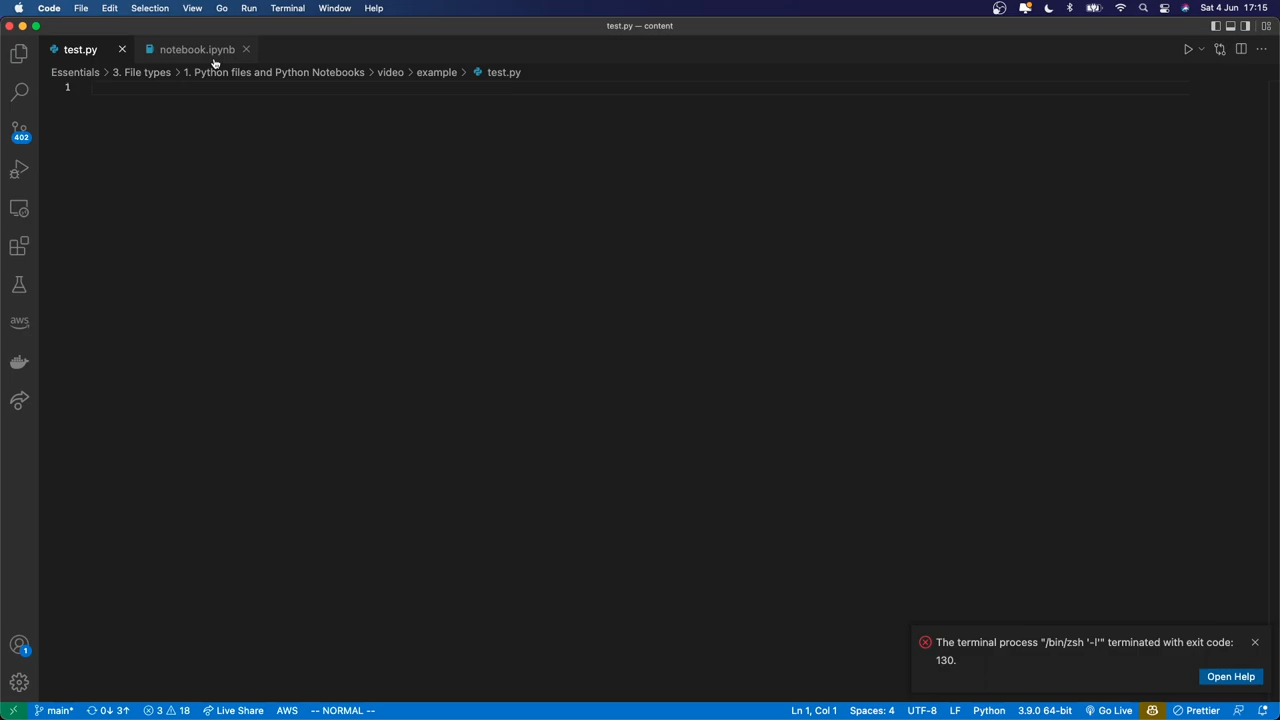 Code File Edit Selection View Go Run Terminal Window Help Sat 4 Jun 17:15
test.py — content
test.py notebook.ipynb
Essentials > 3. File types > 1. Python files and Python Notebooks > video > example > test.py
1
402
aws
The terminal process "/bin/zsh '-l'" terminated with exit code:
130.
Open Help
1
main* 0↓ 3↑ 3 18 Live Share AWS -- NORMAL -- Ln 1, Col 1 Spaces: 4 UTF-8 LF Python 3.9.0 64-bit Go Live Prettier